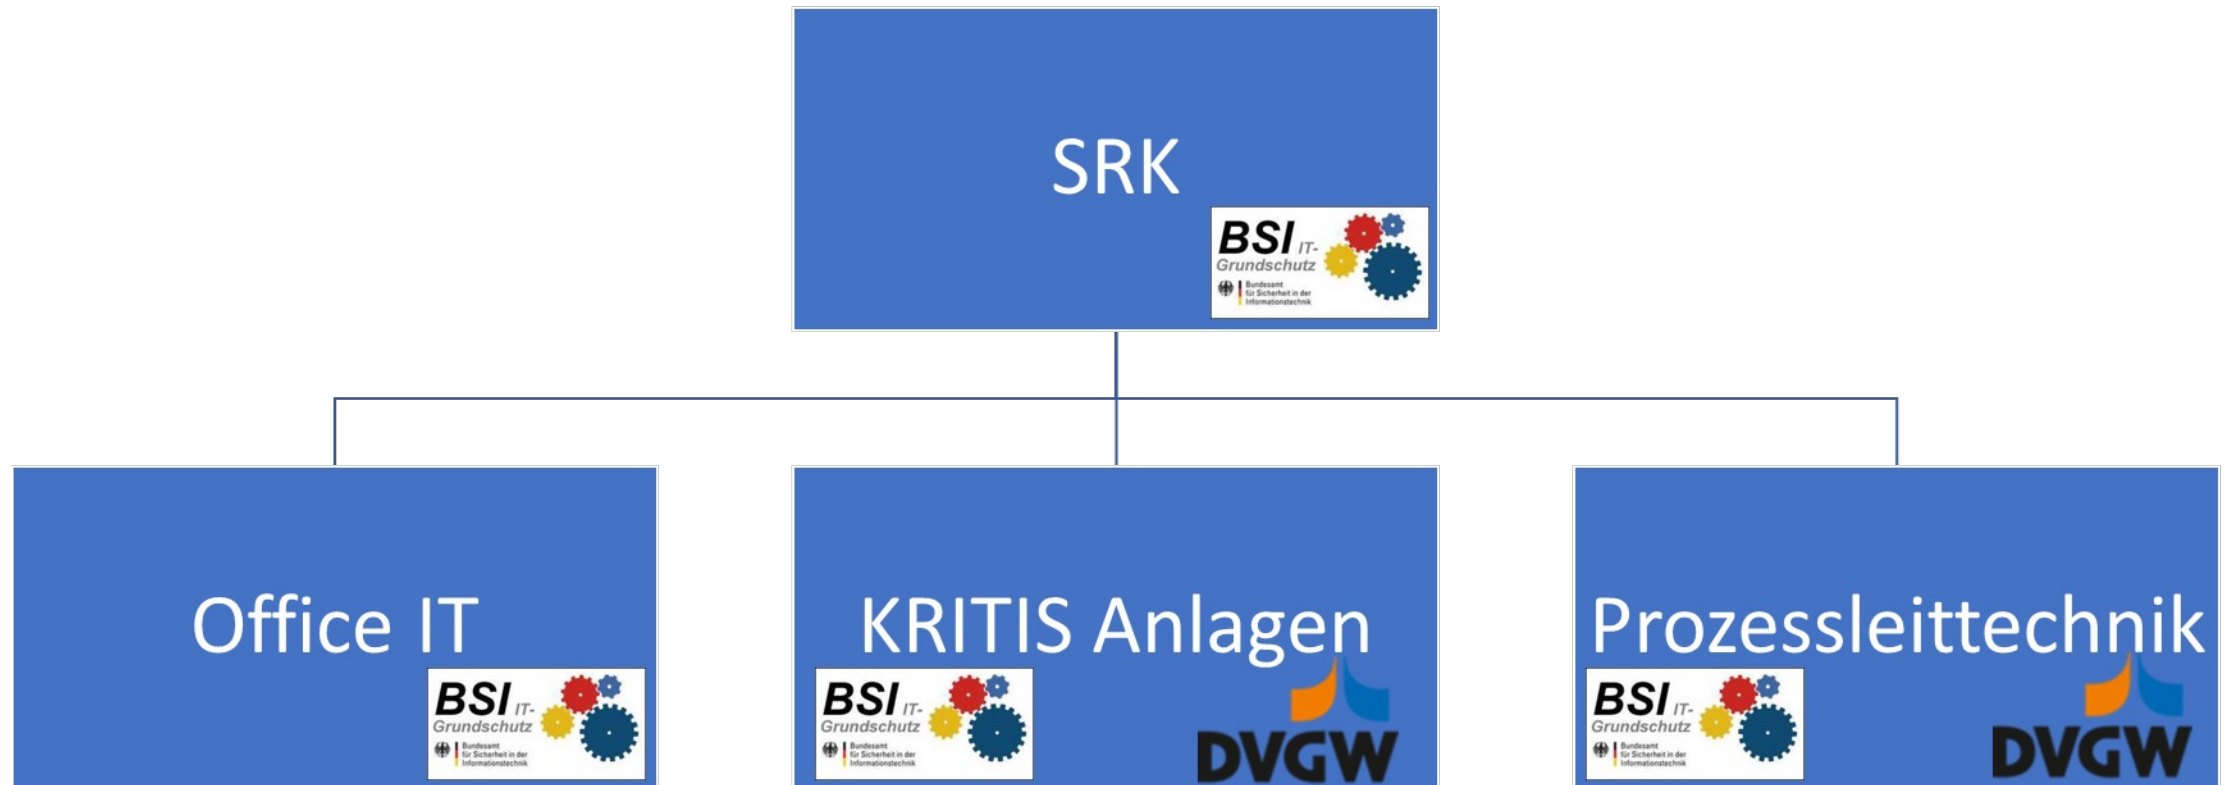 SRK
BSI IT-
Grundschutz
Bundesamt
für Sicherheit in der
Informationstechnik
Office IT
BSI IT-
Grundschutz
Bundesamt
für Sicherheit in der
Informationstechnik
KRITIS Anlagen
BSI IT-
Grundschutz
Bundesamt
für Sicherheit in der
Informationstechnik
DVGW
Prozessleittechnik
BSI IT-
Grundschutz
Bundesamt
für Sicherheit in der
Informationstechnik
DVGW